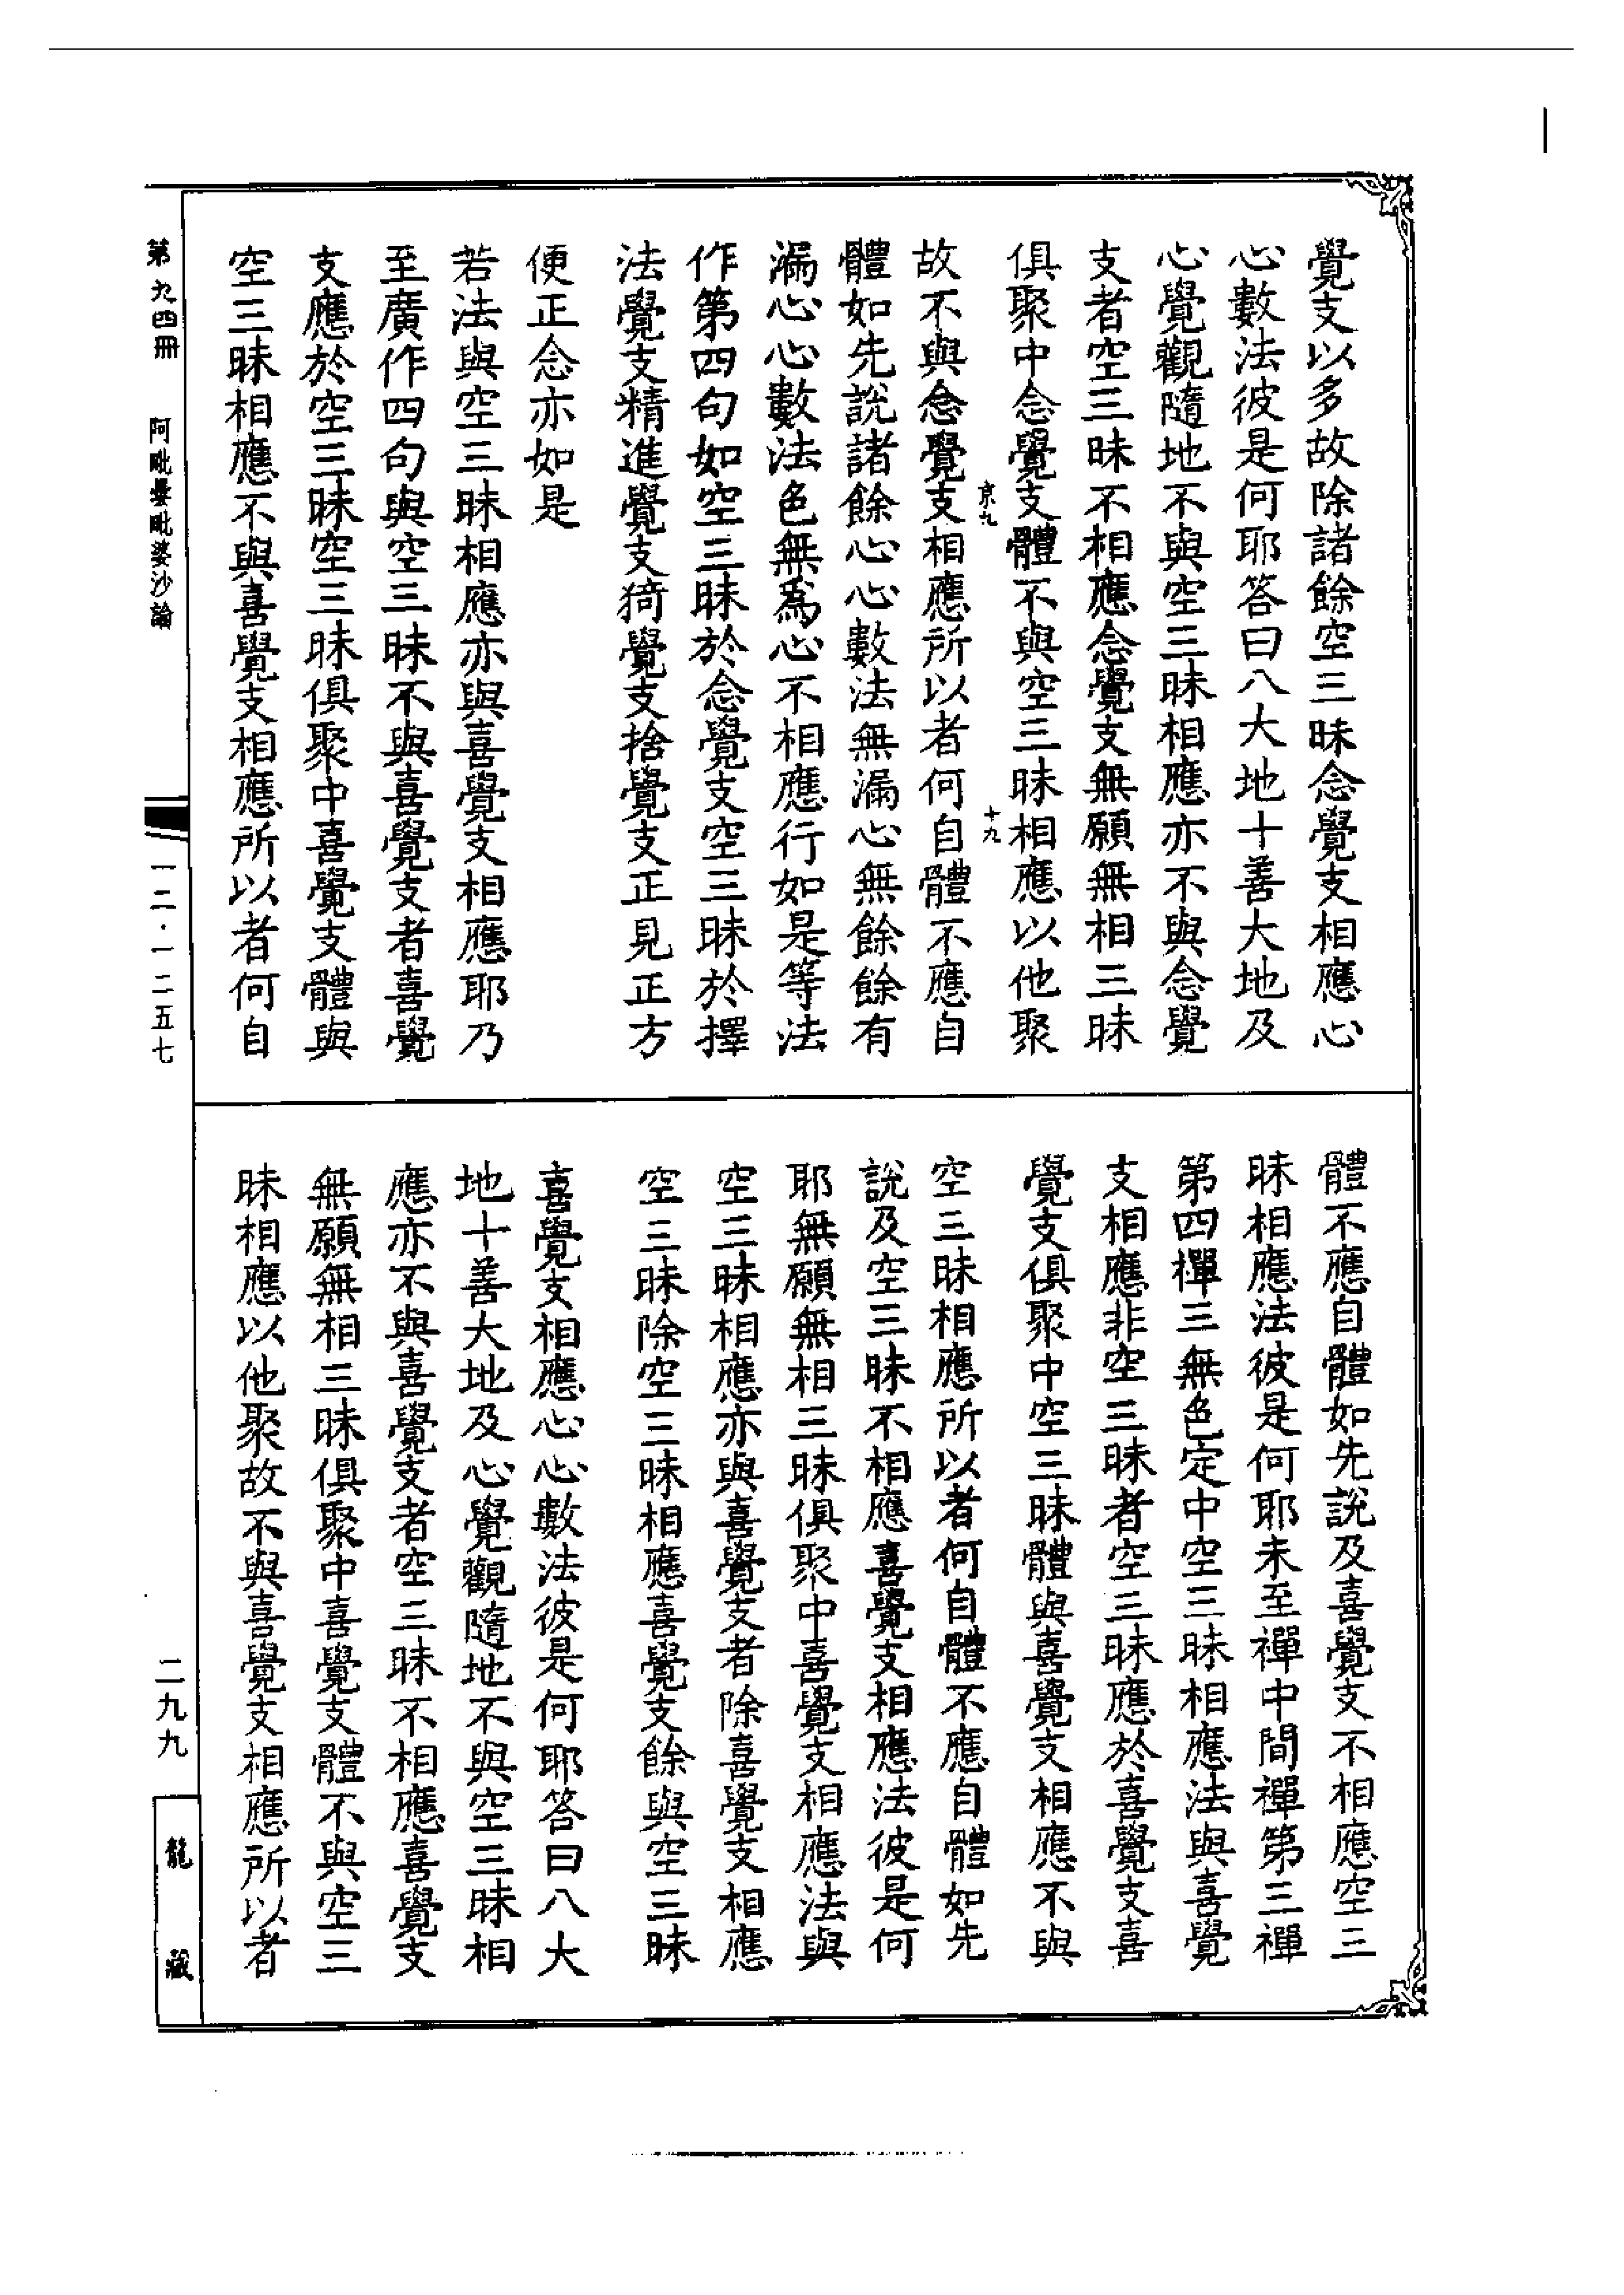 覺支以多故除諸餘空三昧念覺支相應心
心數法彼是何耶答曰八大地十善大地及
心覺觀隨地不與空三昧相應亦不與念覺
支者空三昧不相應念覺支無願無相三昧
俱聚中念覺支體不與空三昧相應以他聚
京九
十九
故不與念覺支相應所以者何自體不應自
體如先說諸餘心心數法無漏心無餘餘有
漏心心數法色無為心不相應行如是等法
作第四句如空三昧於念覺支空三昧於擇
法覺支精進覺支猗覺支捨覺支正見正方
便正念亦如是
若法與空三昧相應亦與喜覺支相應耶乃
至廣作四句與空三昧不與喜覺支者喜覺
支應於空三昧空三昧俱聚中喜覺支體與
空三昧相應不與喜覺支相應所以者何自
體不應自體如先說及喜覺支不相應空三
昧相應法彼是何耶未至禪中間禪第三禪
第四禪三無色定中空三昧相應法與喜覺
支相應非空三昧者空三昧應於喜覺支喜
覺支俱聚中空三昧體與喜覺支相應不與
空三昧相應所以者何自體不應自體如先
說及空三昧不相應喜覺支相應法彼是何
耶無願無相三昧俱聚中喜覺支相應法與
空三昧相應亦與喜覺支者除喜覺支相應
空三昧除空三昧相應喜覺支餘與空三昧
喜覺支相應心心數法彼是何耶答曰八大
地十善大地及心覺觀隨地不與空三昧相
應亦不與喜覺支者空三昧不相應喜覺支
無願無相三昧俱聚中喜覺支體不與空三
昧相應以他聚故不與喜覺支相應所以者
第九四冊 阿毗曇毗婆沙論
一二·一二五七
二九九
龍藏